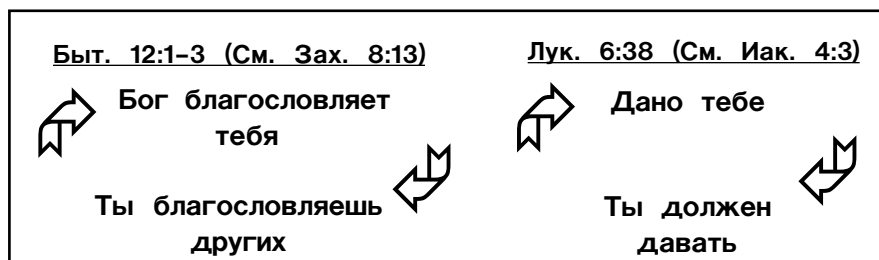 Быт. 12:1-3 (См. Зах. 8:13)
Бог благословляет
тебя
Ты благословляешь
других
Лук. 6:38 (См. Иак. 4:3)
Дано тебе
Ты должен
давать